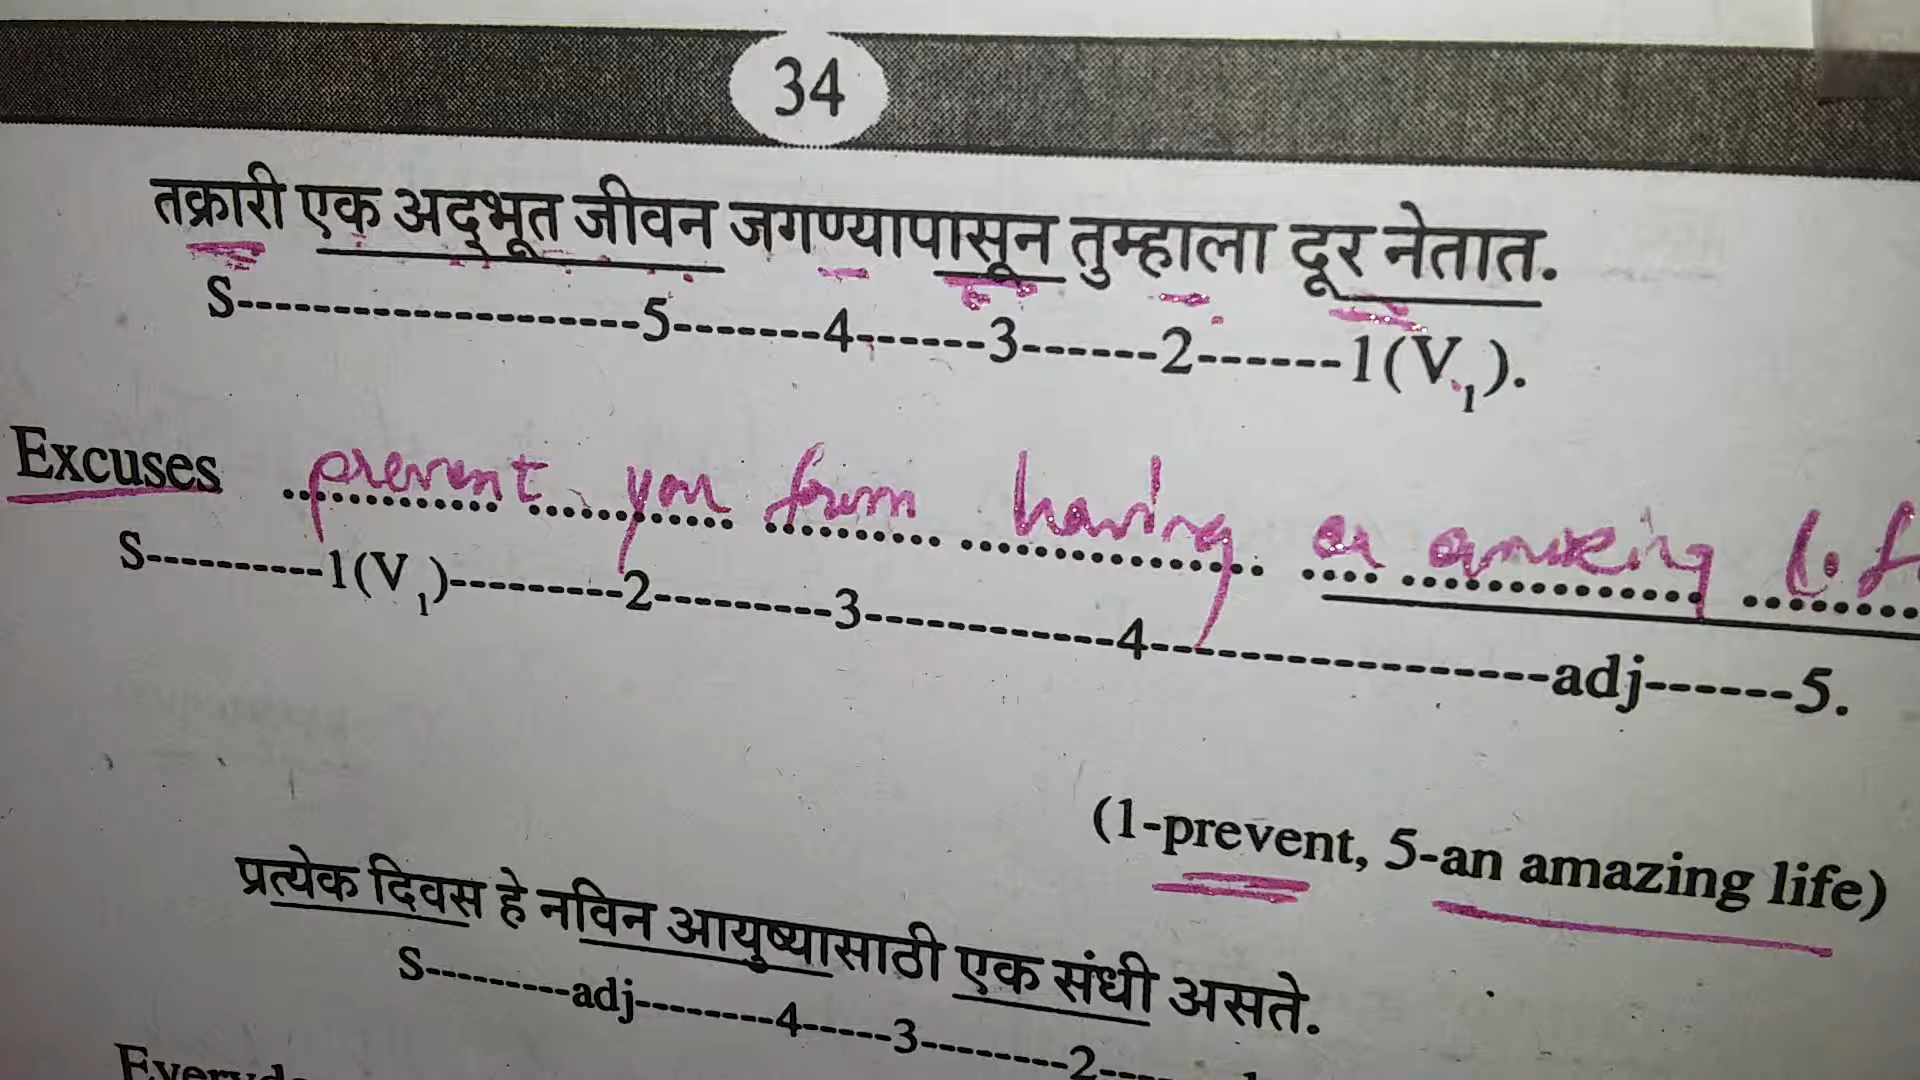 34
तक्रारी एक अद्‌भूत जीवन जगण्यापासून तुम्हाला दूर नेतात.
S-------------------5-------4------3------2-------1(V₁).
Excuses prevent you from having an amazing life
S----------1(V₁)--------2---------3------------4-----------------adj------5.
(1-prevent, 5-an amazing life)
प्रत्येक दिवस हे नविन आयुष्यासाठी एक संधी असते.
S--------adj-------4-----3--------2----